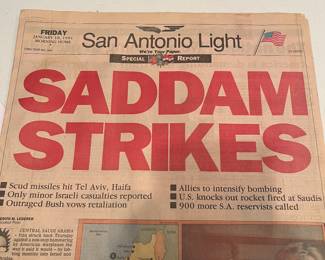 FRIDAY
JANUARY 18, 1991
San Antonio Light
We're Your Paper
SPECIAL REPORT
SADDAM
STRIKES
Scud missiles hit Tel Aviv, Haifa
Only minor Israeli casualties reported
Outraged Bush vows retaliation
Allies to intensify bombing
U.S. knocks out rocket fired at Saudis
900 more S.A. reservists called
CENTRAL SAUDI ARABIA